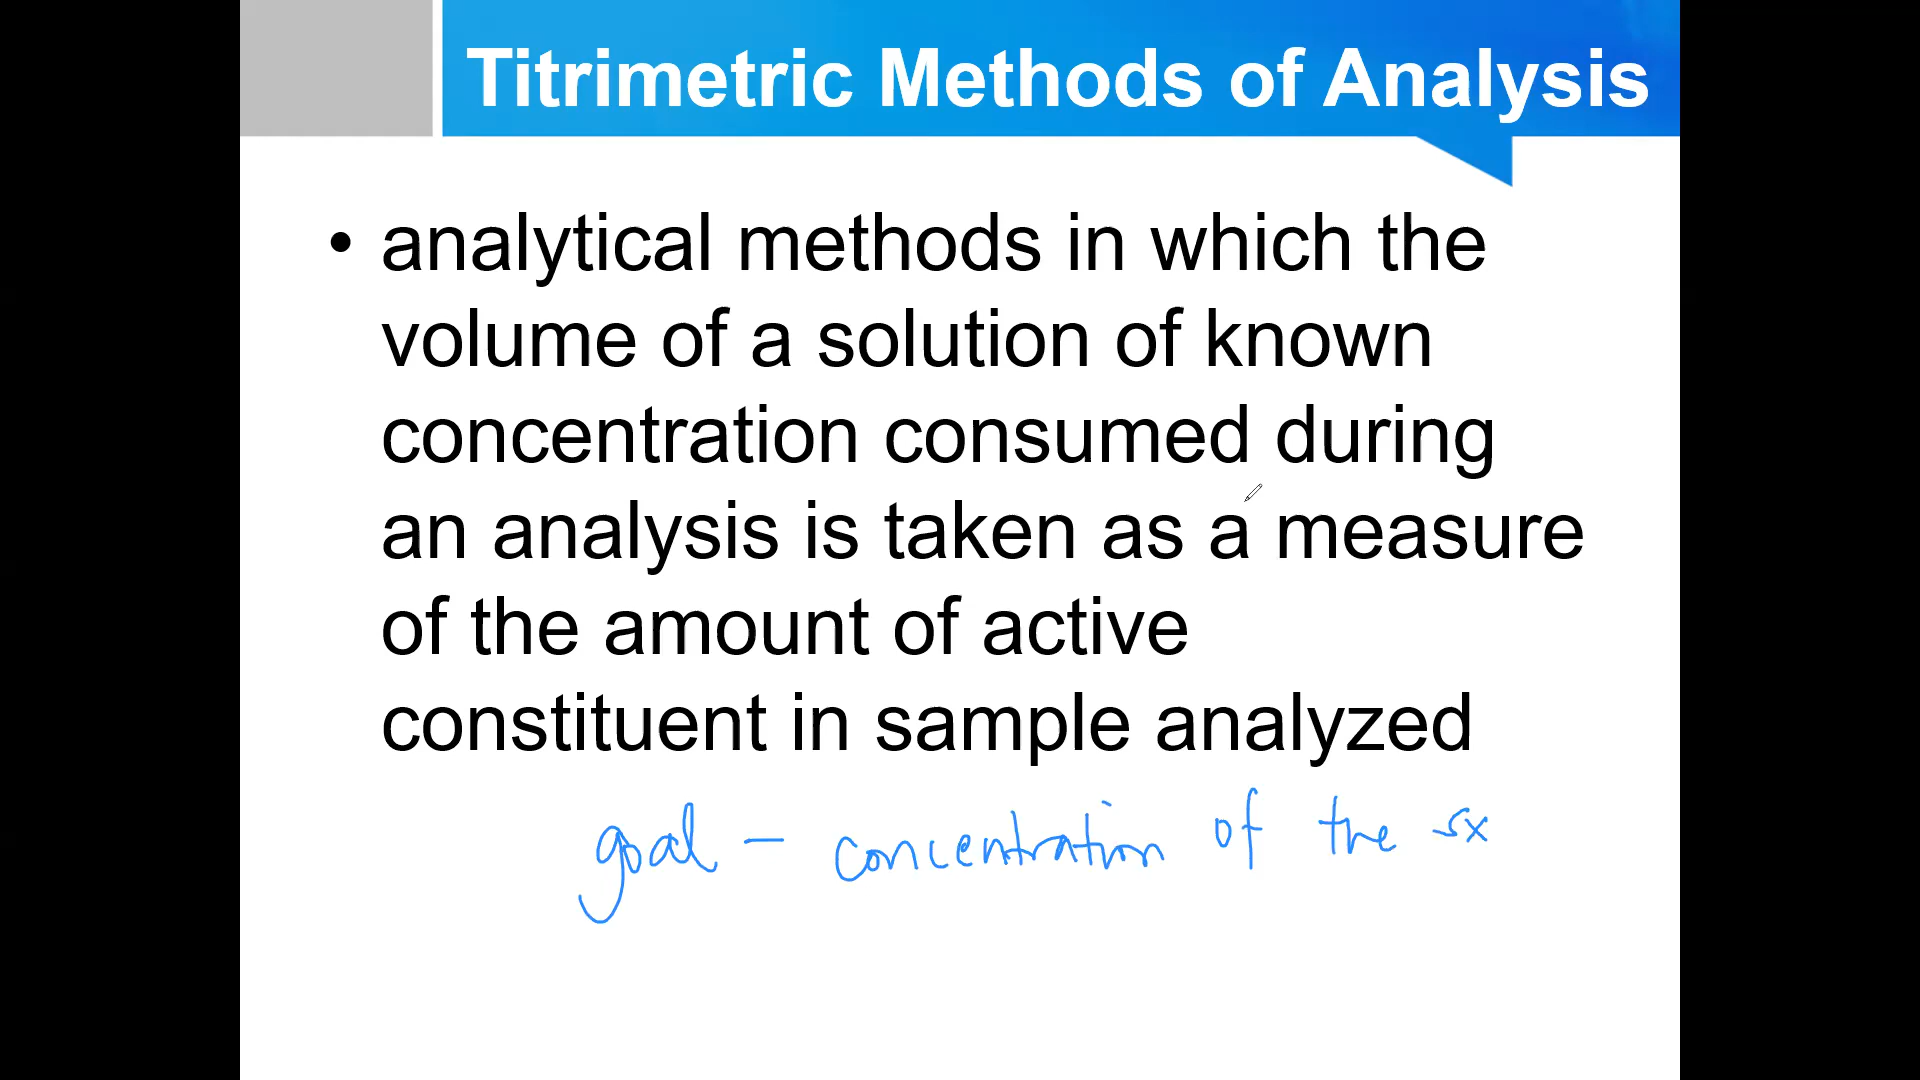 Titrimetric Methods of Analysis
• analytical methods in which the
volume of a solution of known
concentration consumed during
an analysis is taken as a measure
of the amount of active
constituent in sample analyzed
goal – concentration of the sx